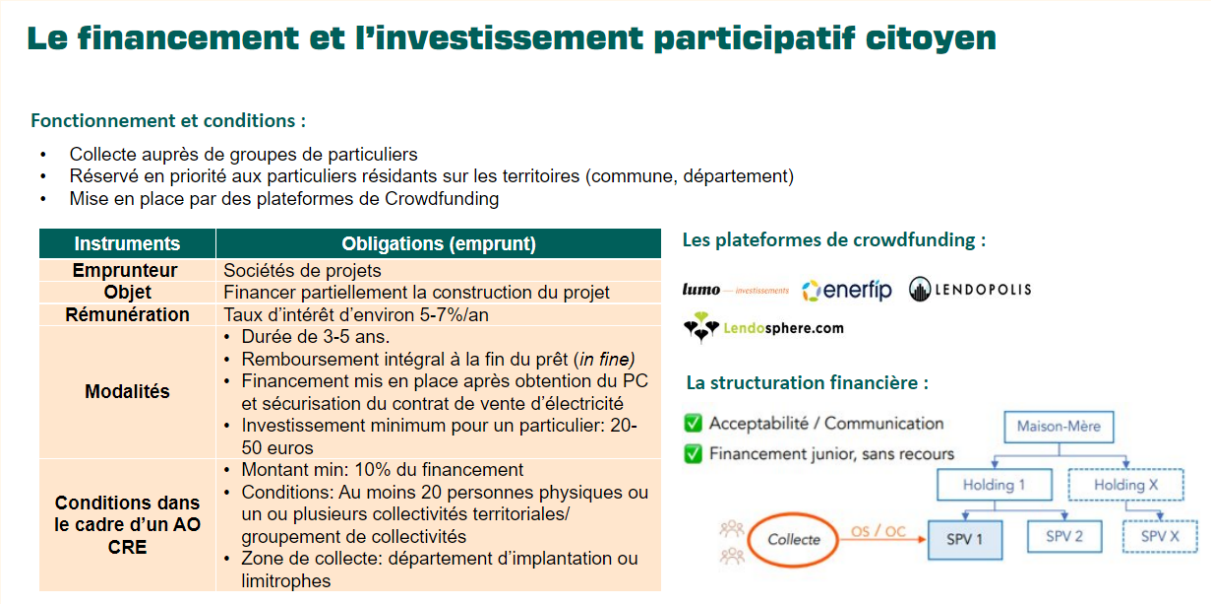 Le financement et l'investissement participatif citoyen
Fonctionnement et conditions :
• Collecte auprès de groupes de particuliers
• Réservé en priorité aux particuliers résidants sur les territoires (commune, département)
• Mise en place par des plateformes de Crowdfunding
Instruments
Obligations (emprunt)
Emprunteur
Sociétés de projets
Objet
Financer partiellement la construction du projet
Rémunération
Taux d'intérêt d'environ 5-7%/an
Modalités
• Durée de 3-5 ans.
• Remboursement intégral à la fin du prêt (in fine)
• Financement mis en place après obtention du PC
et sécurisation du contrat de vente d'électricité
• Investissement minimum pour un particulier: 20-
50 euros
Conditions dans
le cadre d'un AO
CRE
• Montant min: 10% du financement
• Conditions: Au moins 20 personnes physiques ou
un ou plusieurs collectivités territoriales/
groupement de collectivités
• Zone de collecte: département d'implantation ou
limitrophes
Les plateformes de crowdfunding :
lumo investissements
enerfip
LENDOPOLIS
Lendosphere.com
La structuration financière :
Acceptabilité / Communication
Financement junior, sans recours
Maison-Mère
Holding 1
Holding X
Collecte
OS / OC
SPV 1
SPV 2
SPV X